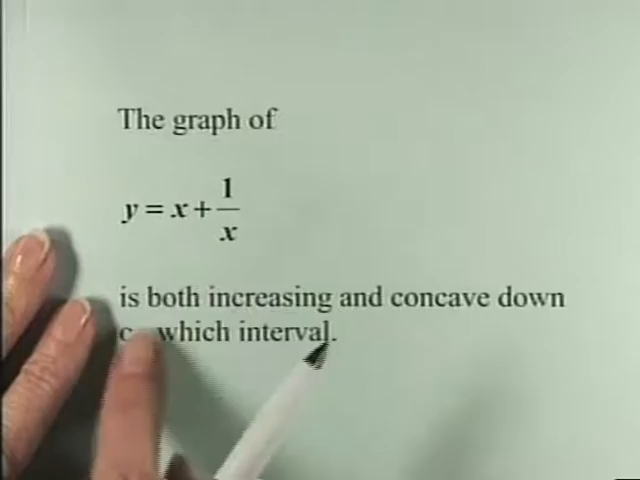 The graph of
y = x + 1/x
is both increasing and concave down
which interval.